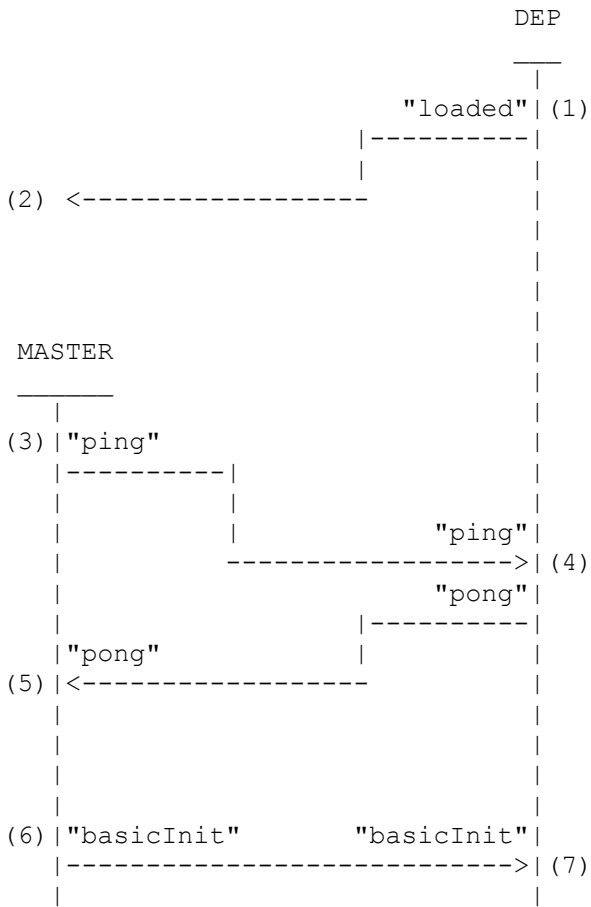 DEP
"loaded" (1)
(2)
MASTER
(3) "ping"
"ping"
(4)
"pong"
"pong"
(5)
(6) "basicInit" "basicInit"
(7)